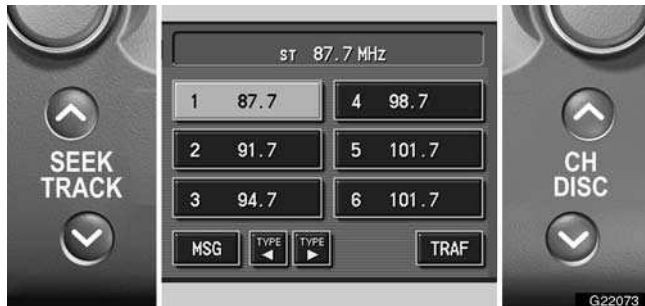 ST 87.7 MHz
1 87.7
4 98.7
2 91.7
5 101.7
3 94.7
6 101.7
MSG
TYPE
TYPE
TRAF
SEEK
TRACK
CH
DISC
G22073